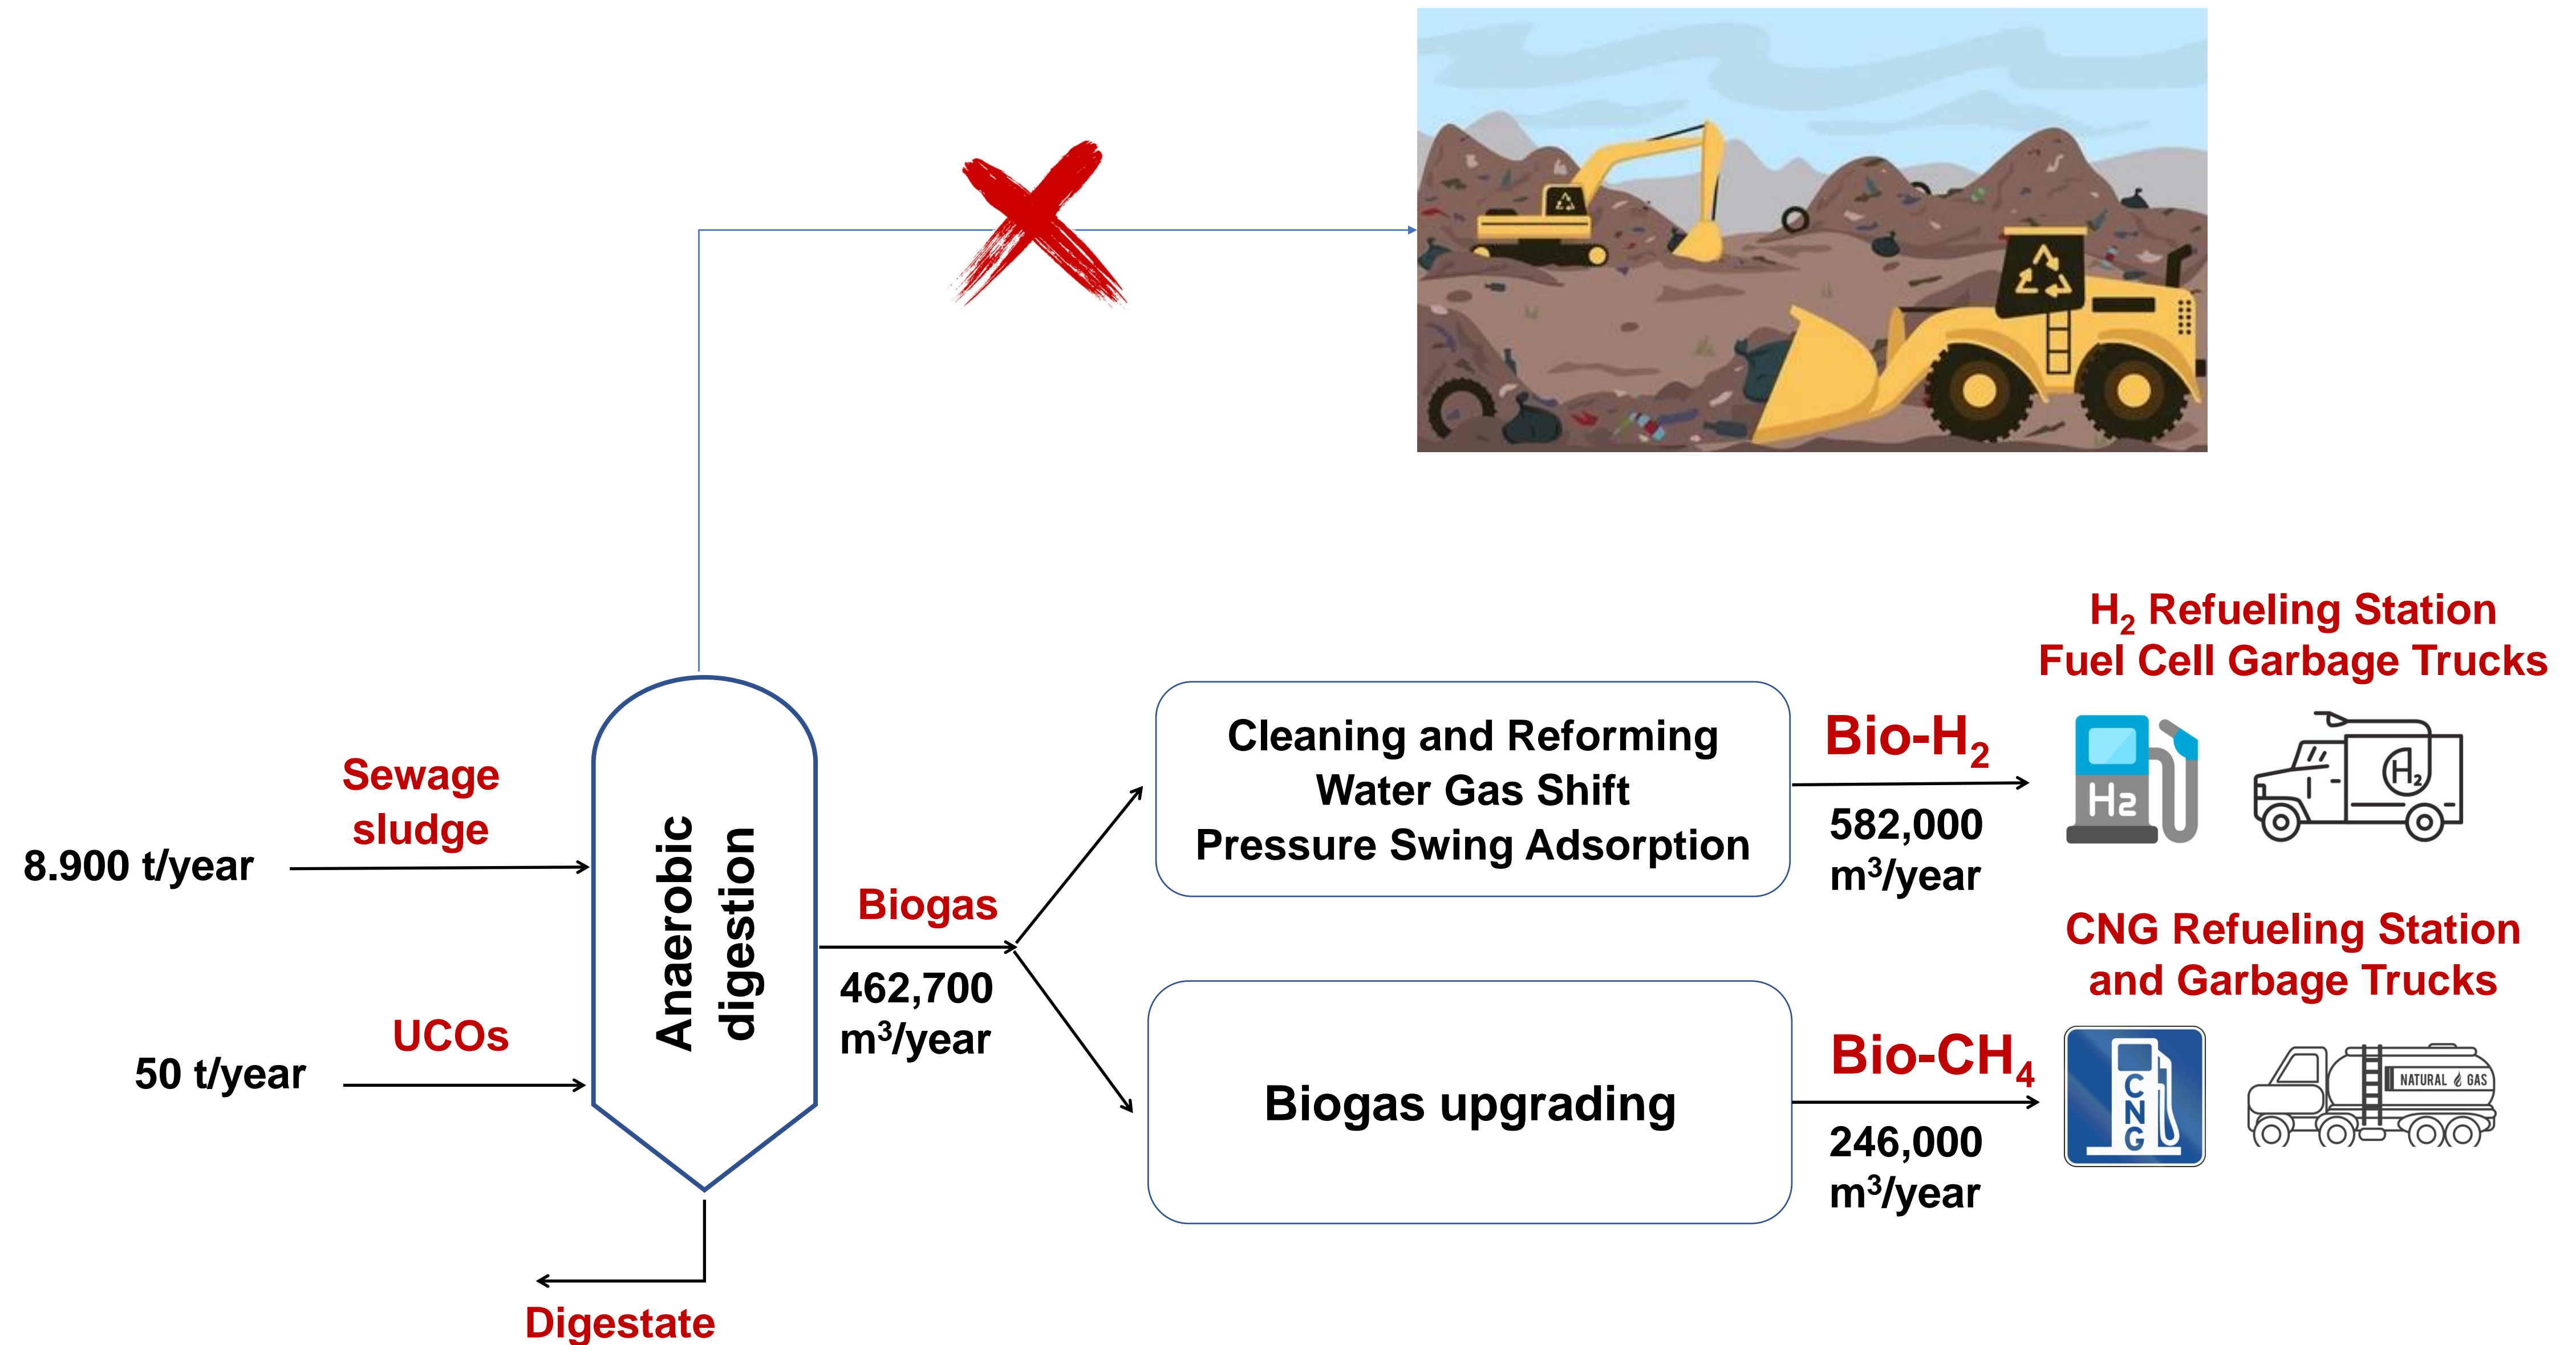 H2 Refueling Station
Fuel Cell Garbage Trucks
Cleaning and Reforming
Water Gas Shift
Pressure Swing Adsorption
Bio-H2
582,000
m3/year
H2
H2
Sewage
sludge
8.900 t/year
Anaerobic
digestion
Biogas
462,700
m3/year
UCOs
50 t/year
CNG Refueling Station
and Garbage Trucks
Biogas upgrading
Bio-CH4
246,000
m3/year
CNG
NATURAL GAS
Digestate